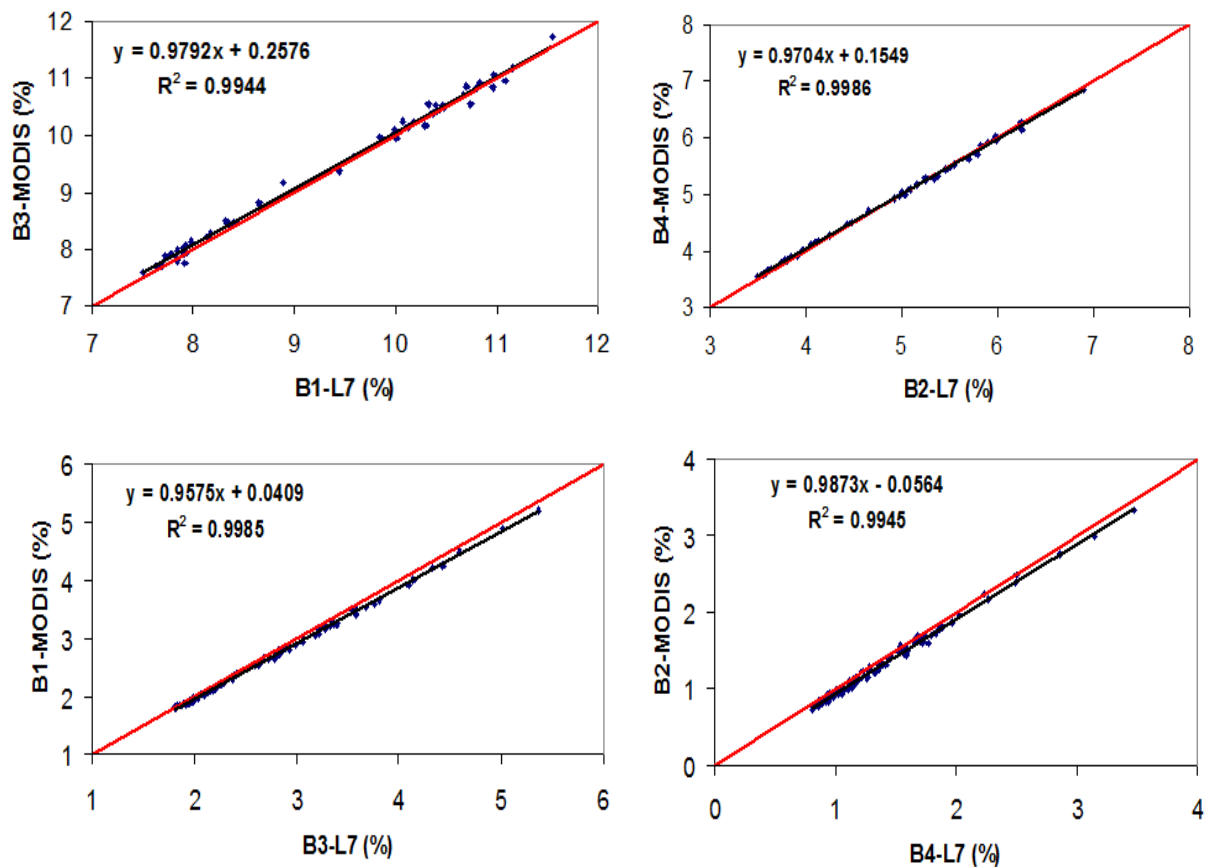 12
11
10
9
8
7
B3-MODIS (%)
y = 0.9792x + 0.2576
R² = 0.9944
7 8 9 10 11 12
B1-L7 (%)
8
7
6
5
4
3
B4-MODIS (%)
y = 0.9704x + 0.1549
R² = 0.9986
3 4 5 6 7 8
B2-L7 (%)
6
5
4
3
2
1
B1-MODIS (%)
y = 0.9575x + 0.0409
R² = 0.9985
1 2 3 4 5 6
B3-L7 (%)
4
3
2
1
0
B2-MODIS (%)
y = 0.9873x - 0.0564
R² = 0.9945
0 1 2 3 4
B4-L7 (%)